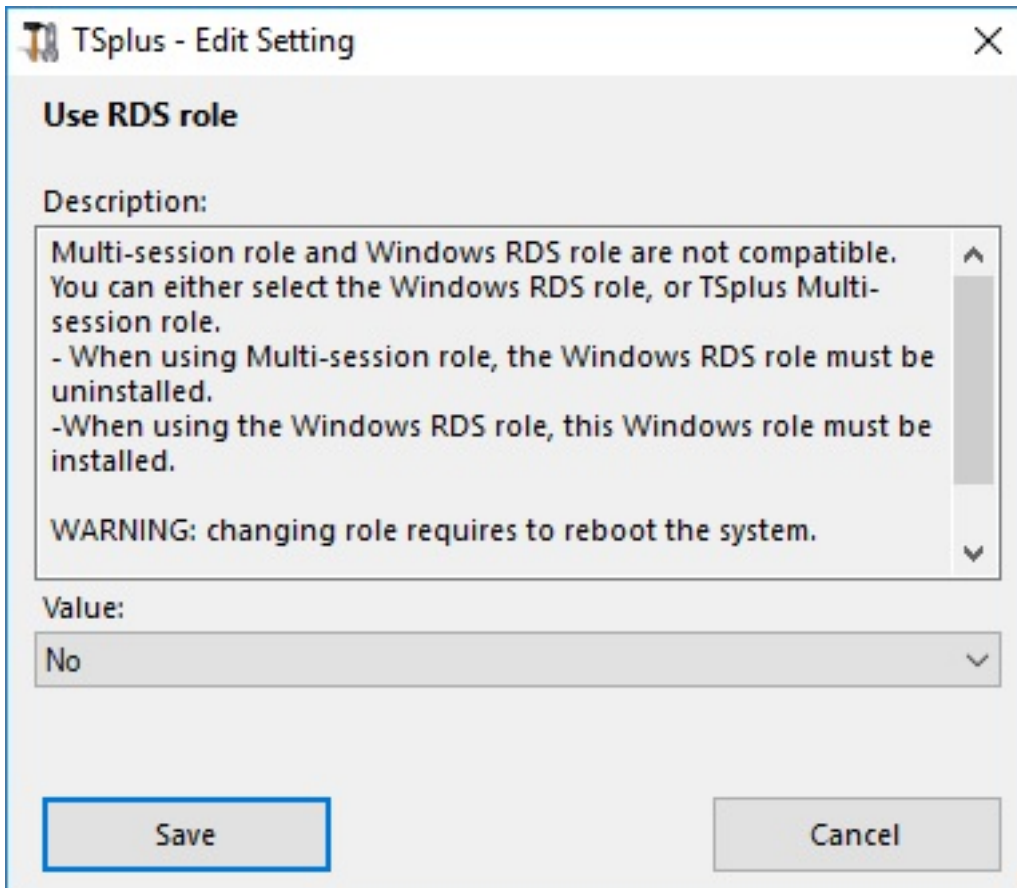 TSplus - Edit Setting
Use RDS role
Description:
Multi-session role and Windows RDS role are not compatible.
You can either select the Windows RDS role, or TSplus Multi-
session role.
- When using Multi-session role, the Windows RDS role must be
uninstalled.
-When using the Windows RDS role, this Windows role must be
installed.
WARNING: changing role requires to reboot the system.
Value:
No
Save
Cancel